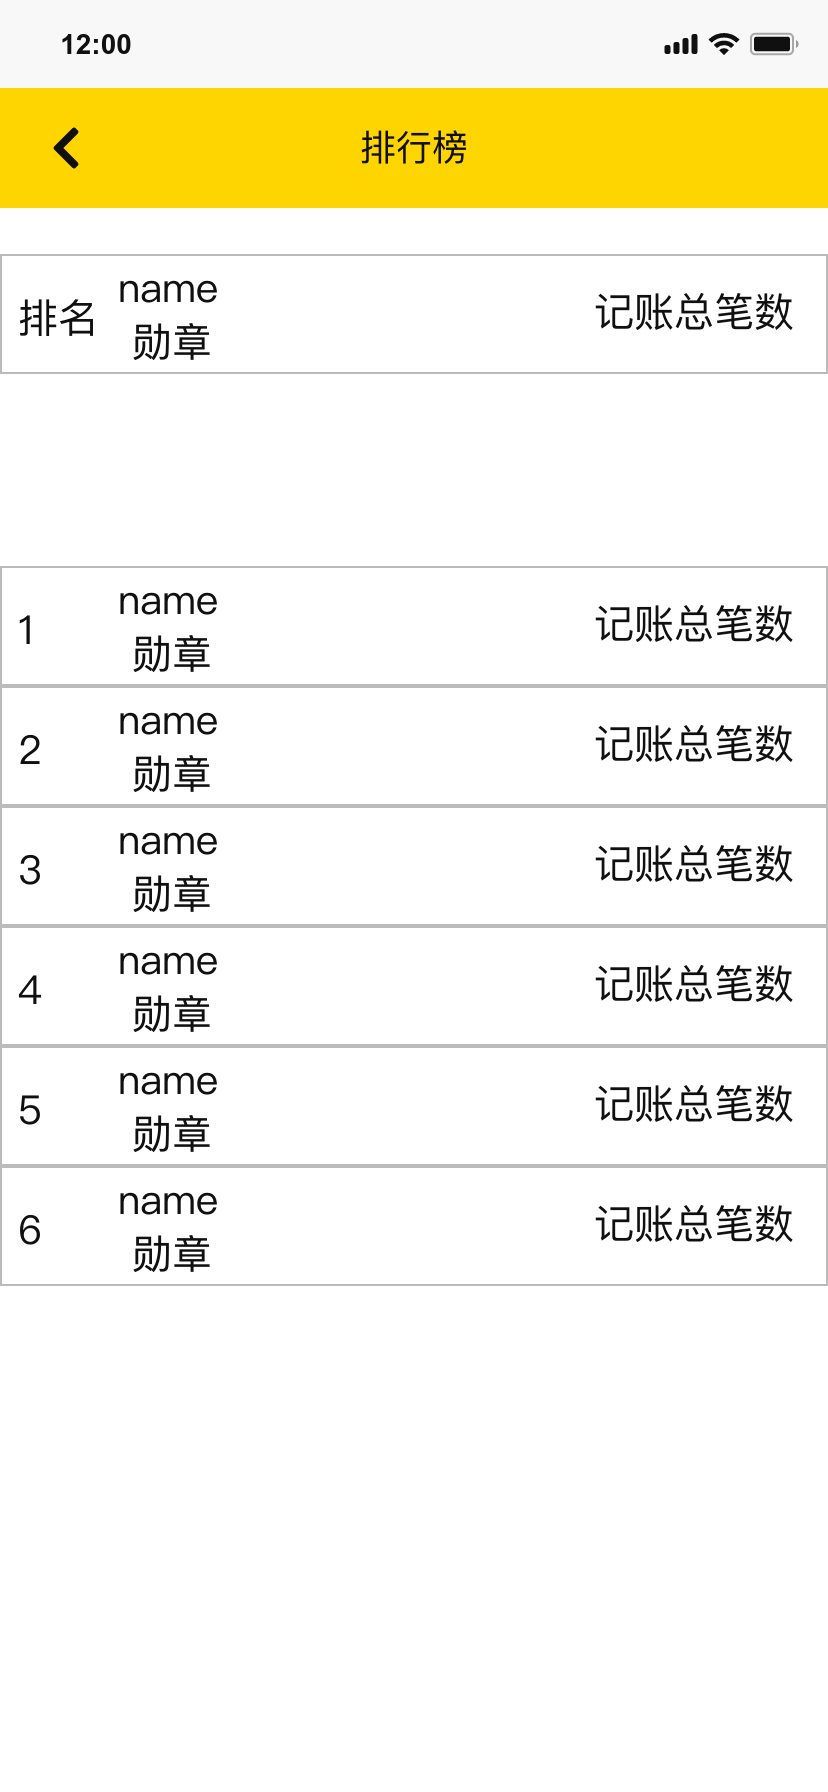 12:00
排行榜
排名 name 记账总笔数
勋章
1 name 记账总笔数
勋章
2 name 记账总笔数
勋章
3 name 记账总笔数
勋章
4 name 记账总笔数
勋章
5 name 记账总笔数
勋章
6 name 记账总笔数
勋章